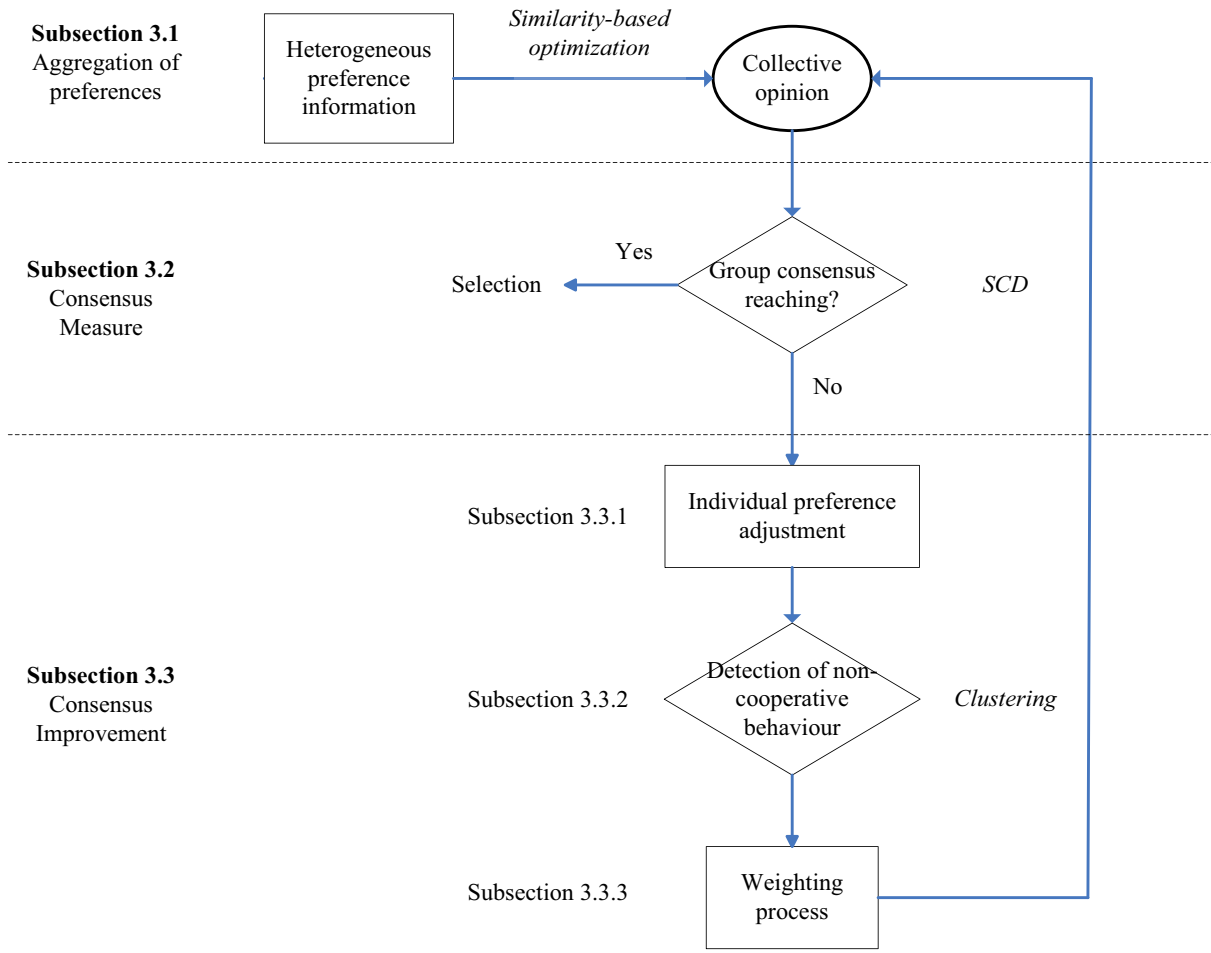 Subsection 3.1
Aggregation of
preferences
Heterogeneous
preference
information
Similarity-based
optimization
Collective
opinion
Subsection 3.2
Consensus
Measure
Selection
Yes
Group consensus
reaching?
SCD
No
Subsection 3.3
Consensus
Improvement
Subsection 3.3.1
Individual preference
adjustment
Subsection 3.3.2
Detection of non-
cooperative
behaviour
Clustering
Subsection 3.3.3
Weighting
process